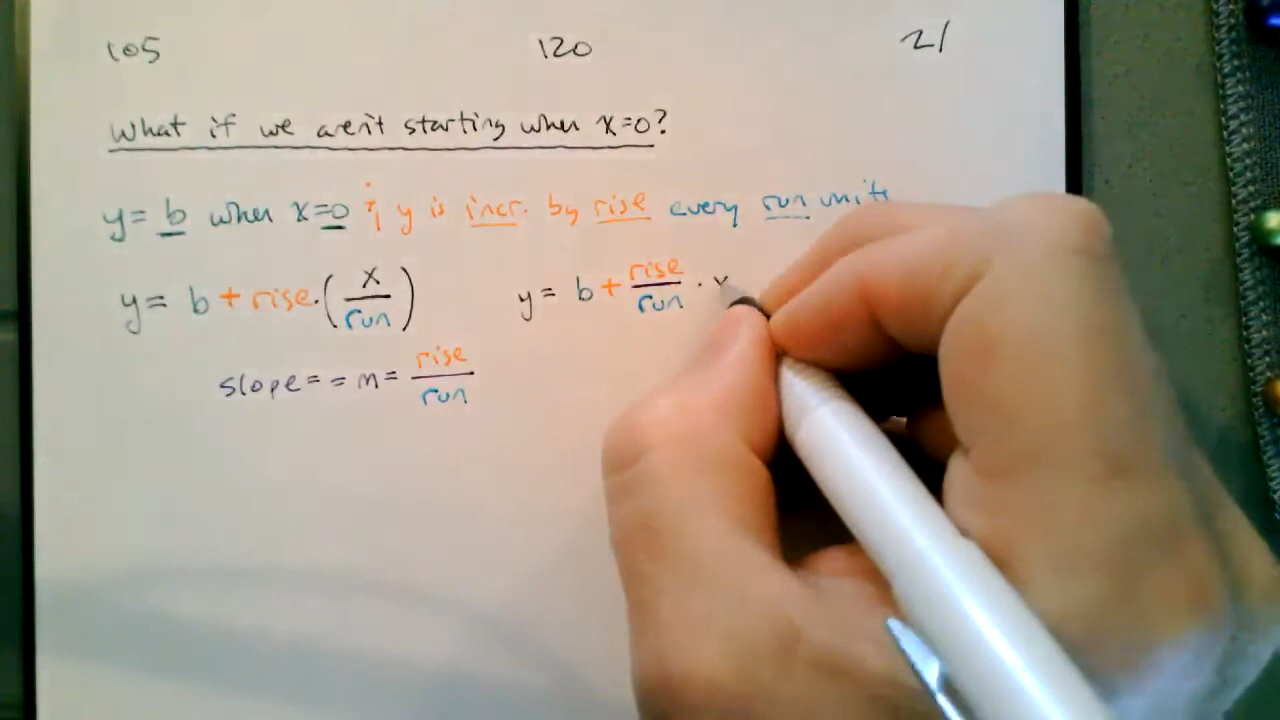 105 120 21
What if we aren't starting when x=0?
y= b when x=0 & y is incr. by rise every run units
y= b + rise·(x/run) y= b + rise/run · x
slope= = m= rise/run